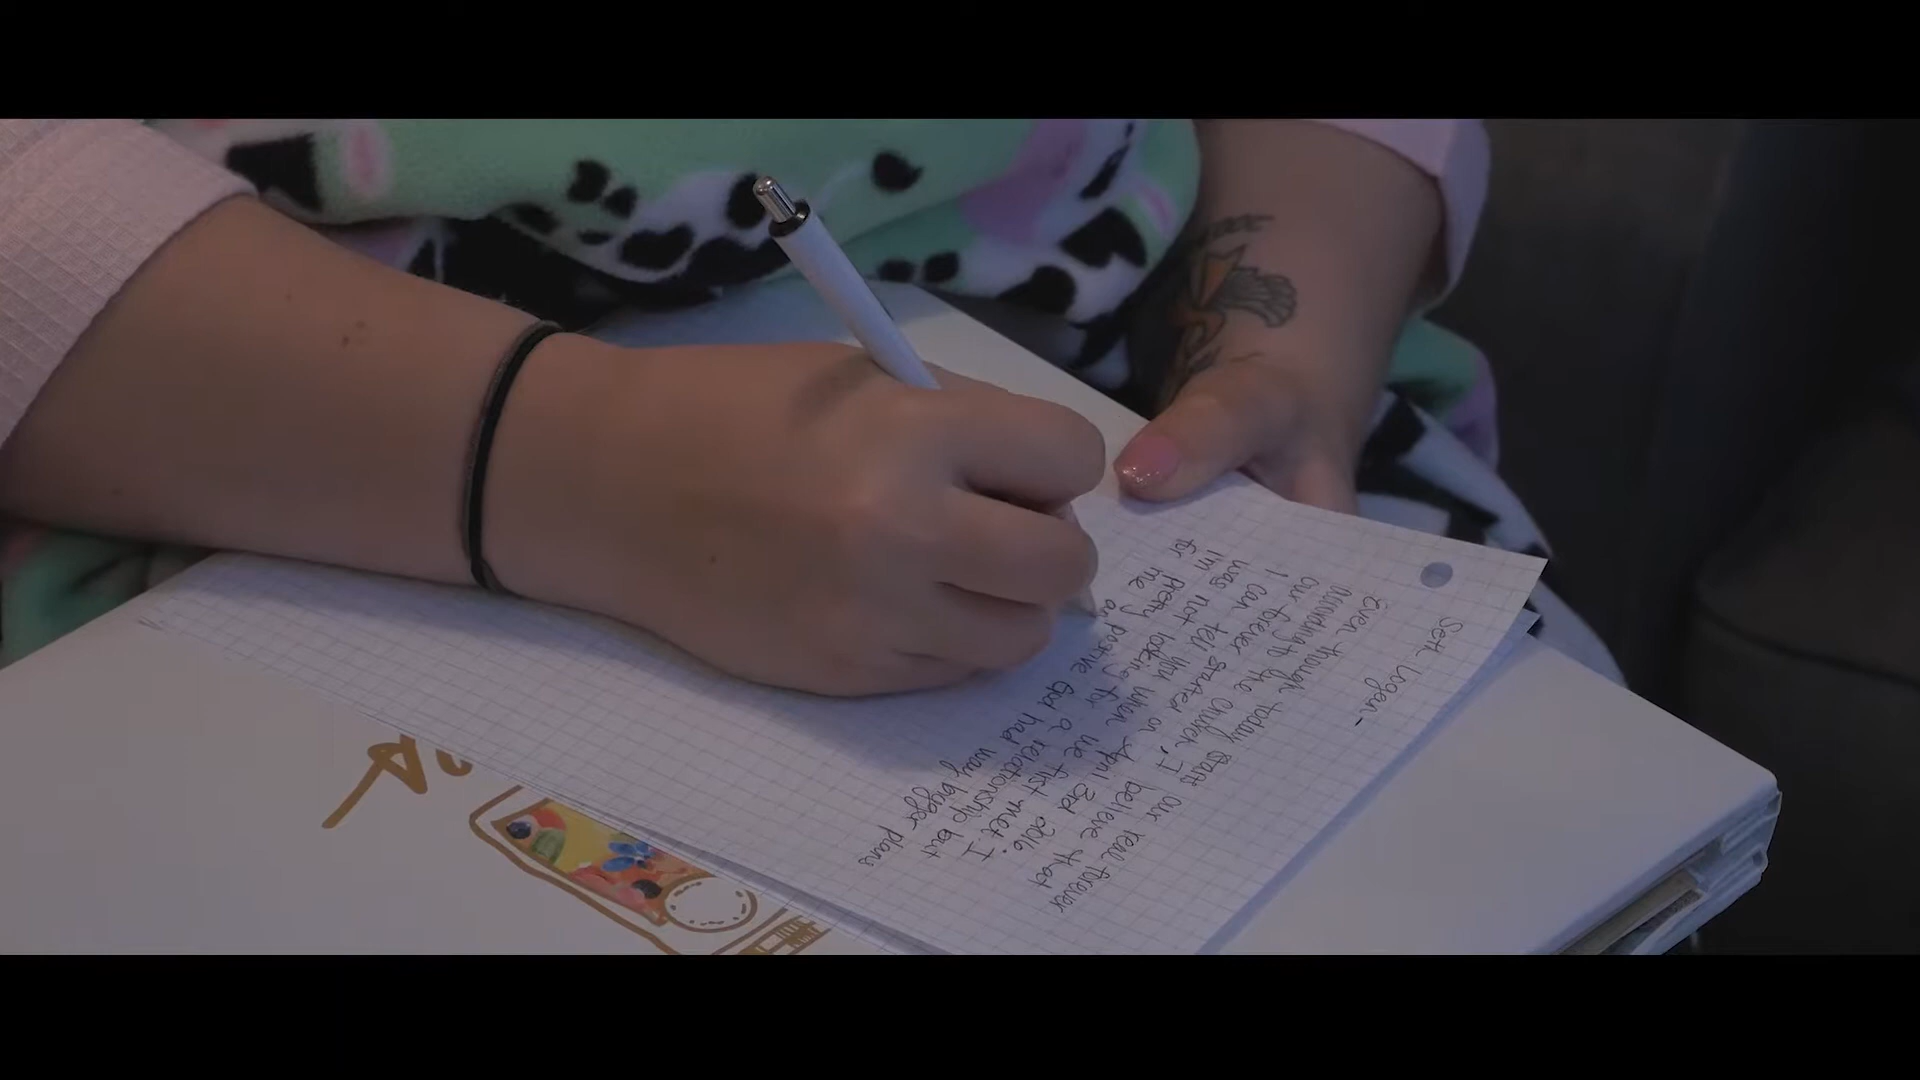 Seth Logan -
Even though today starts our real forever
according to the church, I believe that
our forever started on April 3rd 2016.
I can tell you when we first met I
was not looking for a relationship but
I'm pretty positive God had way bigger plans
for me an